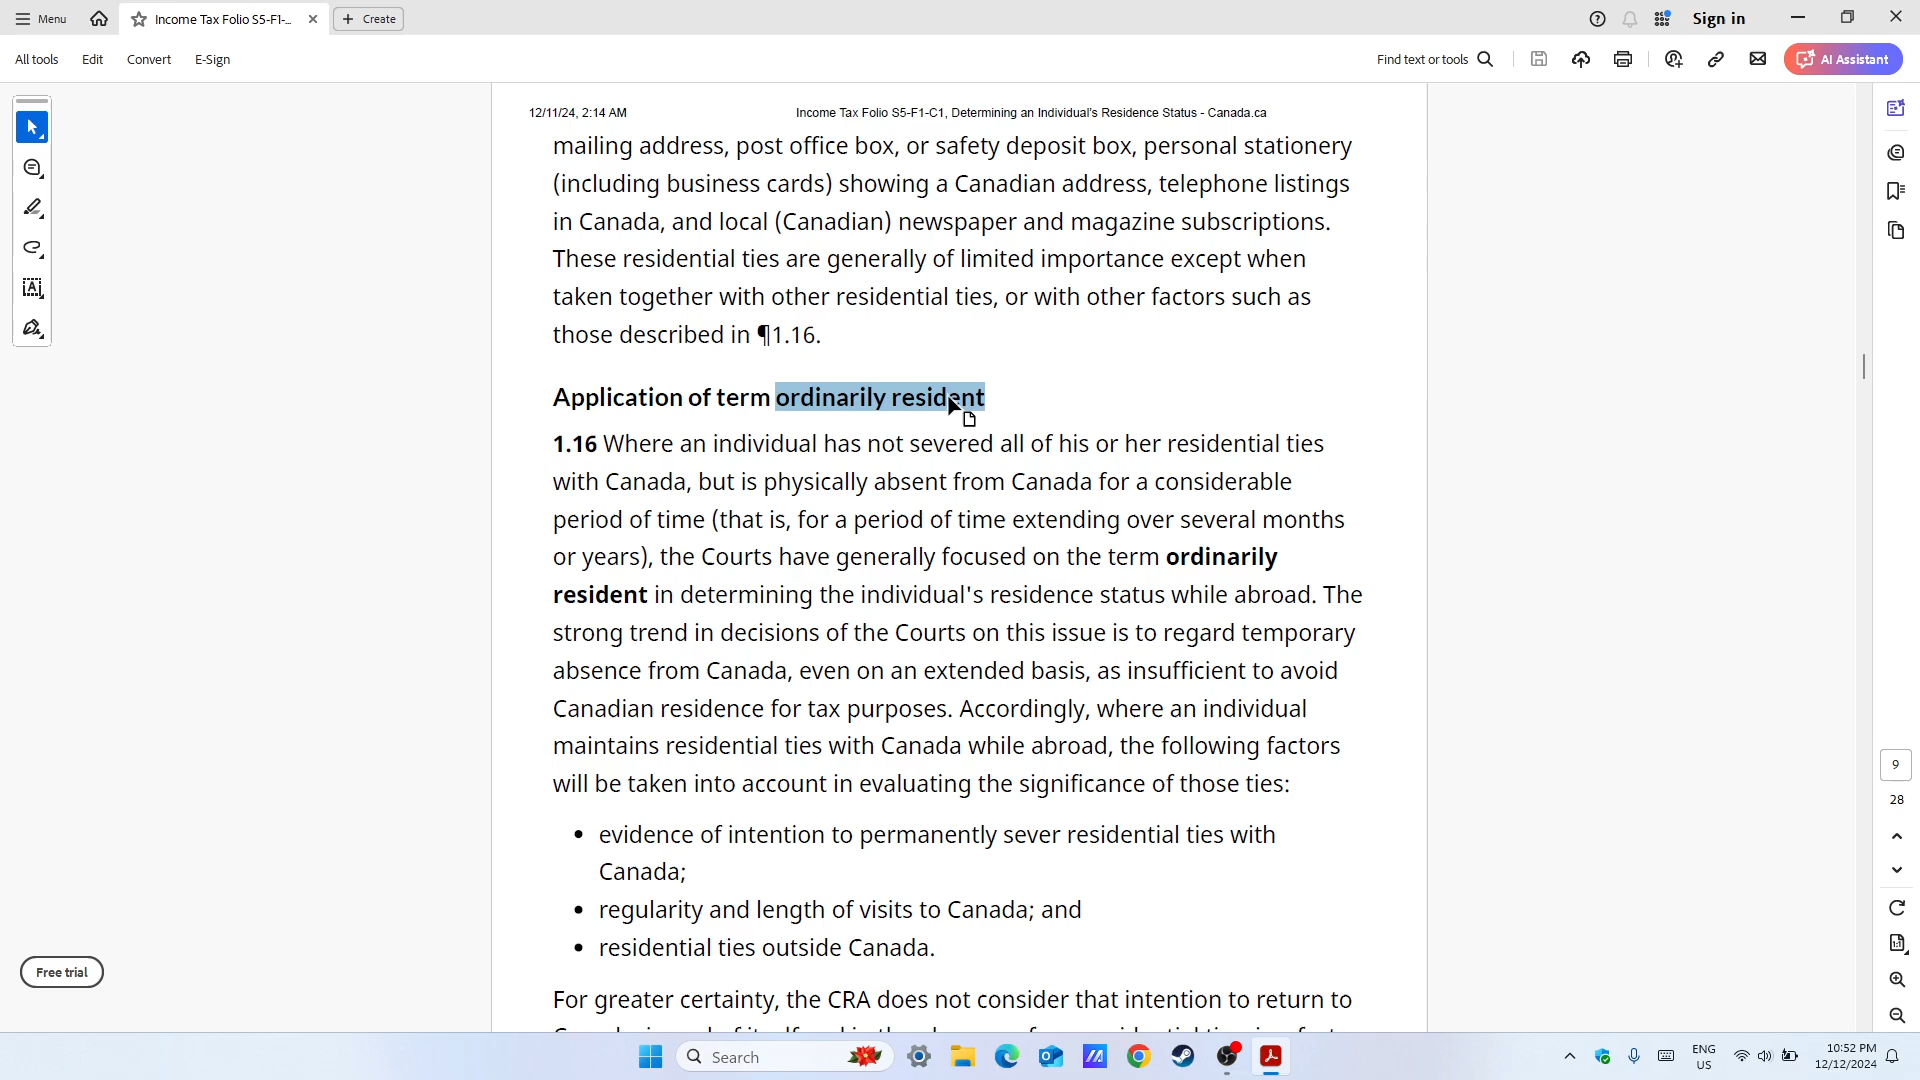 Menu
Income Tax Folio S5-F1-...
Create
Sign in
All tools
Edit
Convert
E-Sign
Find text or tools
AI Assistant
12/11/24, 2:14 AM
Income Tax Folio S5-F1-C1, Determining an Individual's Residence Status - Canada.ca
mailing address, post office box, or safety deposit box, personal stationery
(including business cards) showing a Canadian address, telephone listings
in Canada, and local (Canadian) newspaper and magazine subscriptions.
These residential ties are generally of limited importance except when
taken together with other residential ties, or with other factors such as
those described in ¶1.16.
Application of term ordinarily resident
1.16 Where an individual has not severed all of his or her residential ties
with Canada, but is physically absent from Canada for a considerable
period of time (that is, for a period of time extending over several months
or years), the Courts have generally focused on the term ordinarily
resident in determining the individual's residence status while abroad. The
strong trend in decisions of the Courts on this issue is to regard temporary
absence from Canada, even on an extended basis, as insufficient to avoid
Canadian residence for tax purposes. Accordingly, where an individual
maintains residential ties with Canada while abroad, the following factors
will be taken into account in evaluating the significance of those ties:
• evidence of intention to permanently sever residential ties with
Canada;
• regularity and length of visits to Canada; and
• residential ties outside Canada.
For greater certainty, the CRA does not consider that intention to return to
9
28
Free trial
Search
ENG
US
10:52 PM
12/12/2024